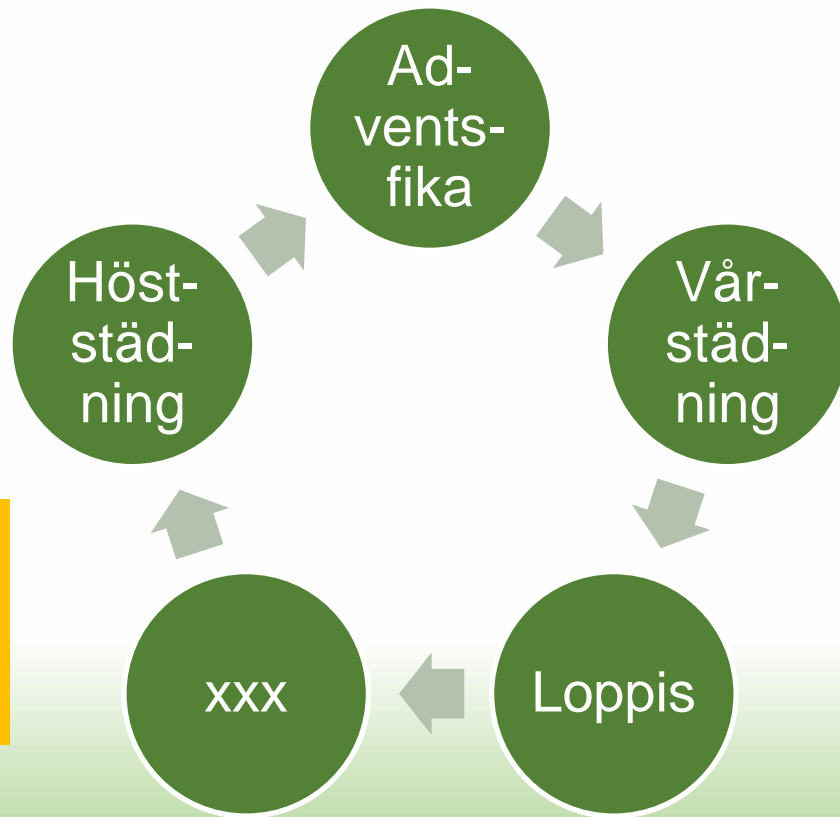 Ad-
vents-
fika
Vår-
städ-
ning
Loppis
xxx
Höst-
städ-
ning